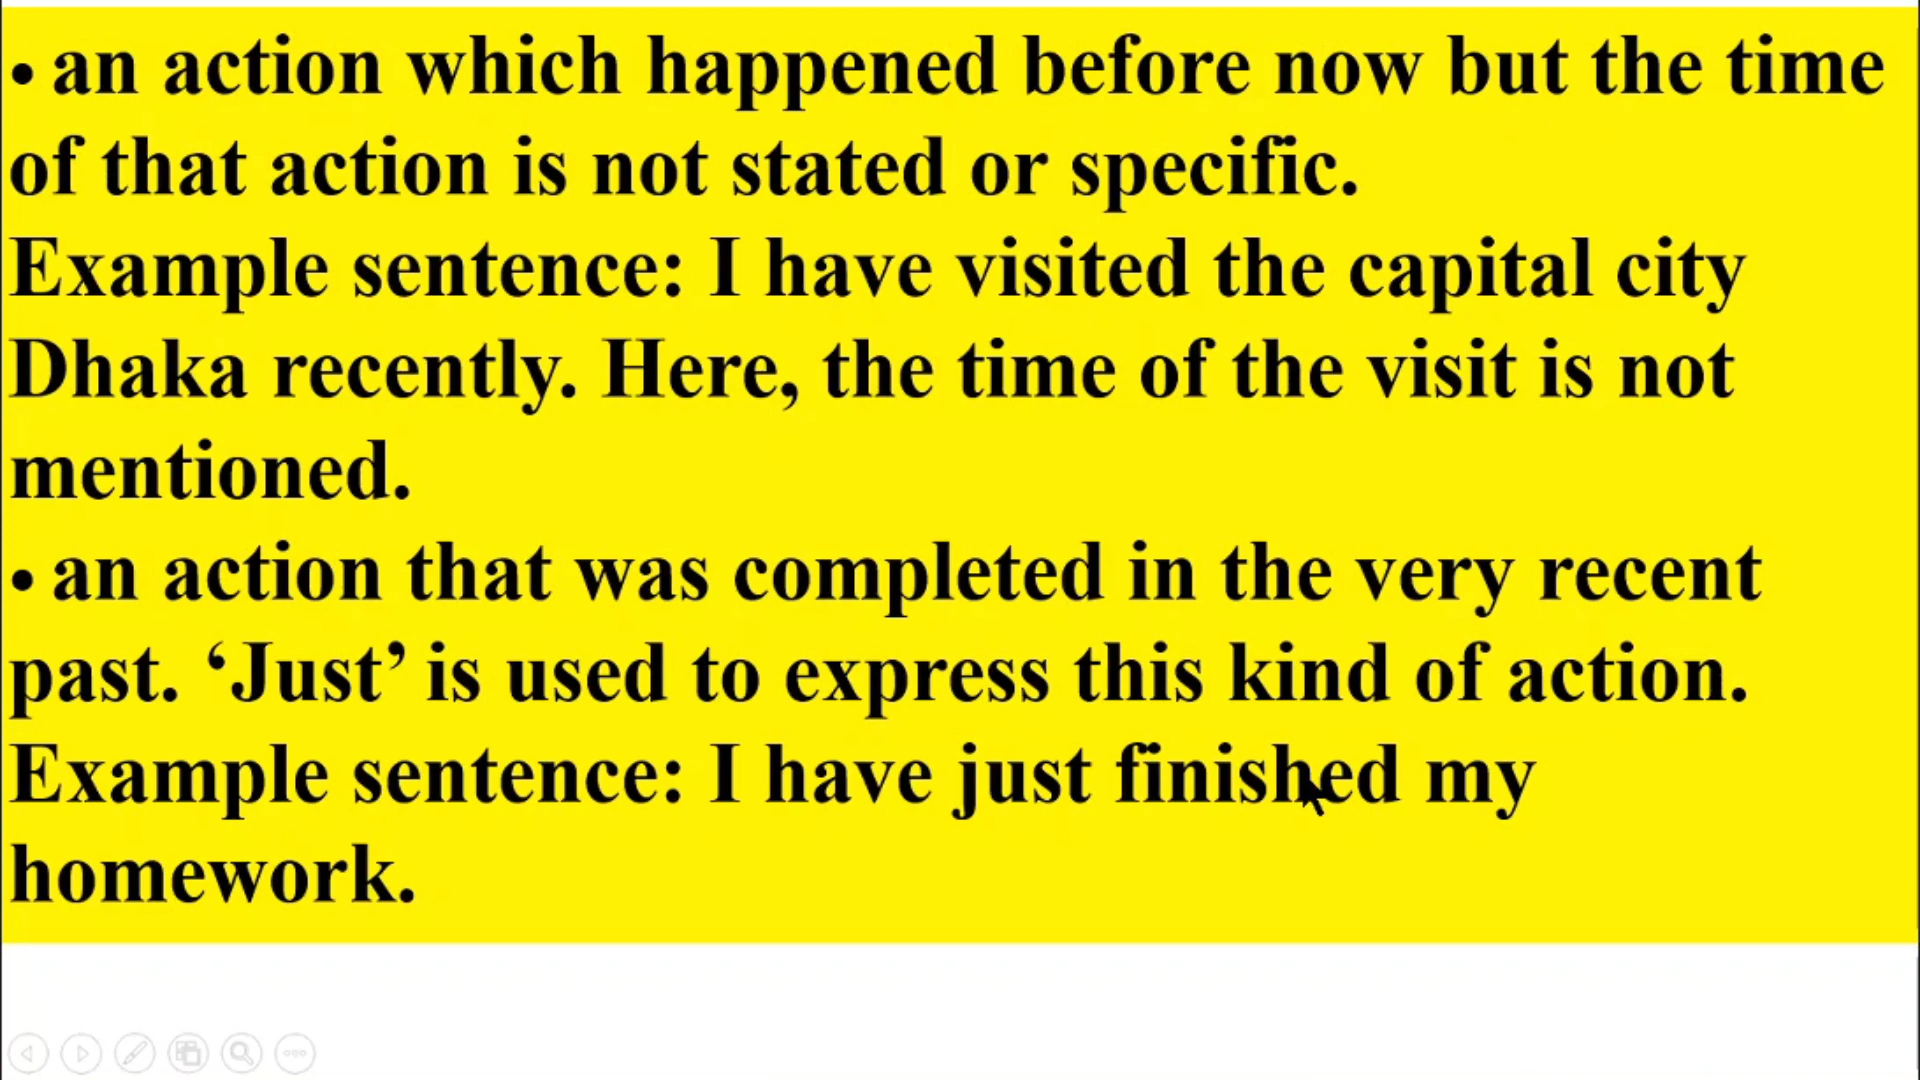 • an action which happened before now but the time
of that action is not stated or specific.
Example sentence: I have visited the capital city
Dhaka recently. Here, the time of the visit is not
mentioned.
• an action that was completed in the very recent
past. ‘Just’ is used to express this kind of action.
Example sentence: I have just finished my
homework.